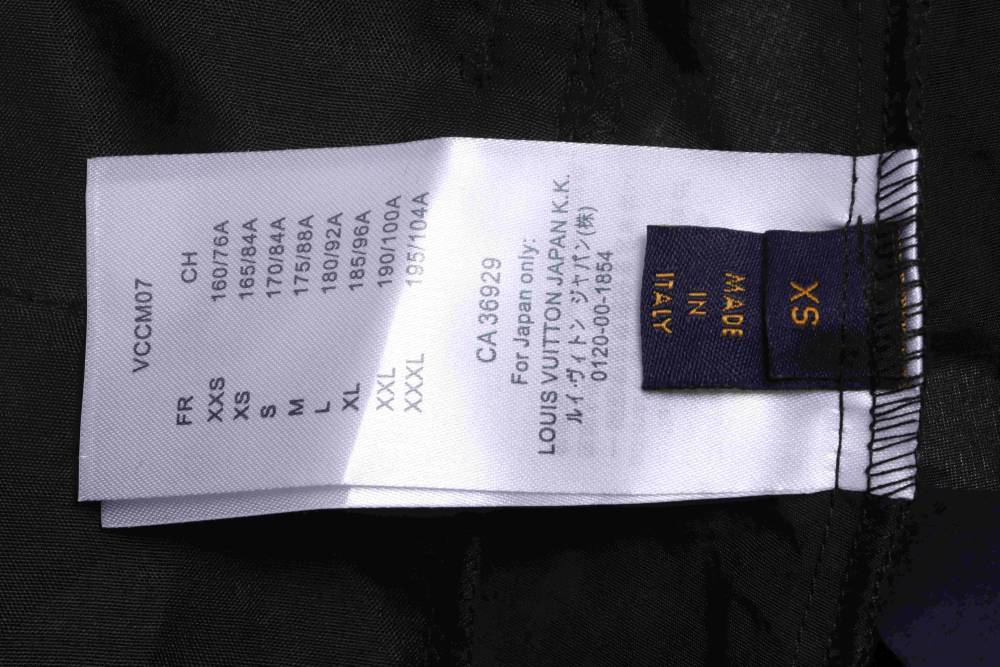 VCCM07
FR CH
XXS 160/76A
XS 165/84A
S 170/84A
M 175/88A
L 180/92A
XL 185/96A
XXL 190/100A
XXXL 195/104A
CA 36929
For Japan only:
LOUIS VUITTON JAPAN K.K.
ルイ・ヴィトン ジャパン(株)
0120-00-1854
MADE
IN
ITALY
XS